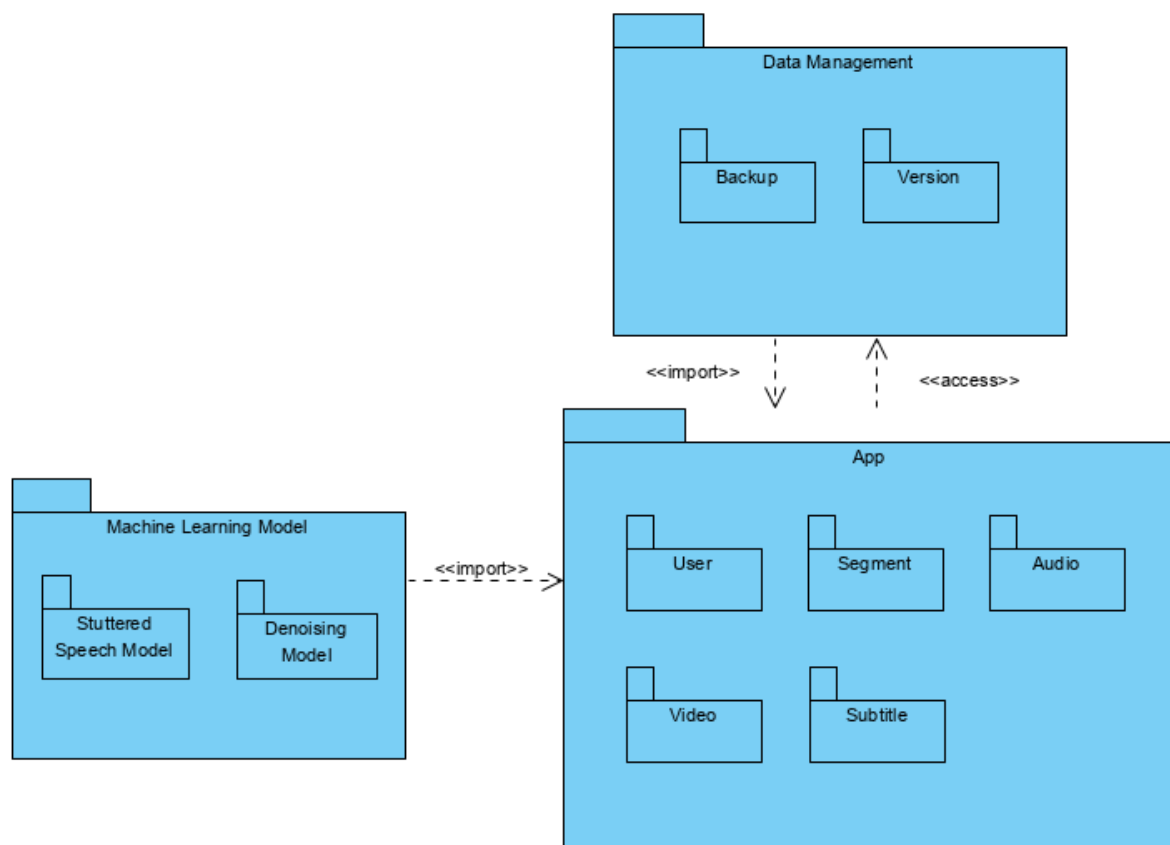 Data Management
Backup
Version
<<import>>
<<access>>
App
Machine Learning Model
User
Segment
Audio
<<import>>
Stuttered
Speech Model
Denoising
Model
Video
Subtitle